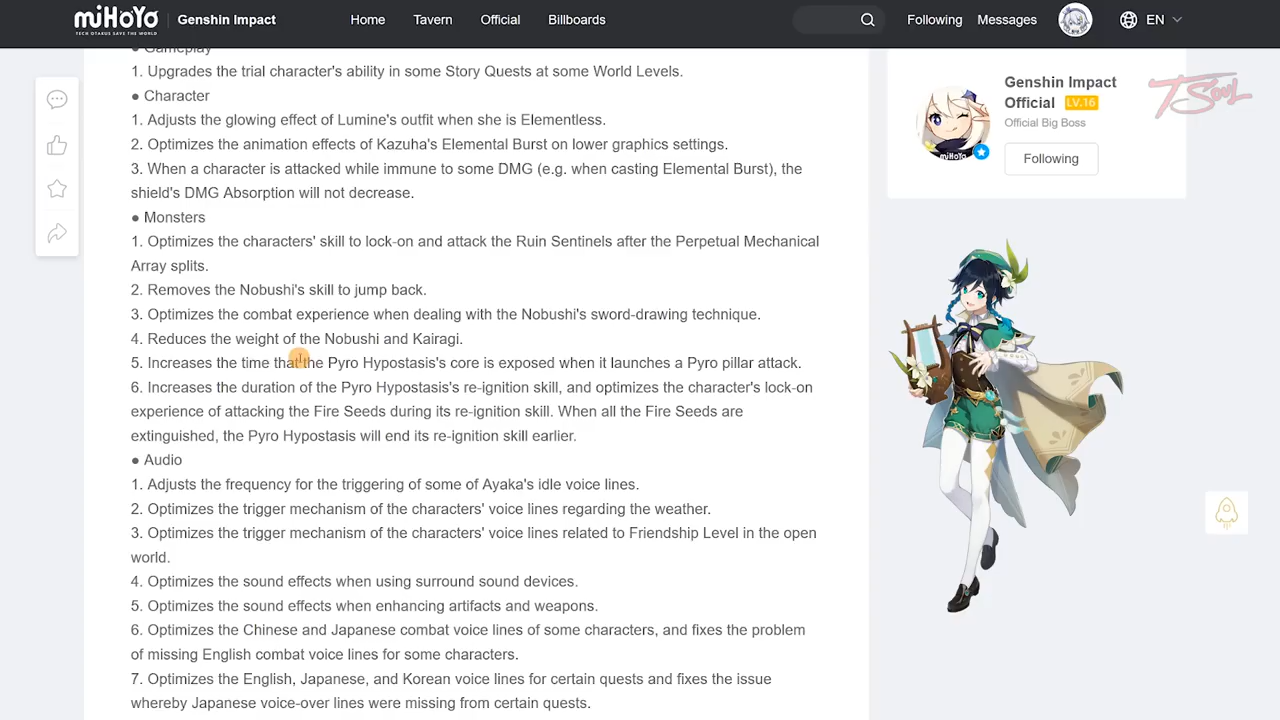 miHoYo
TECH OTAKUS SAVE THE WORLD
Genshin Impact
Home
Tavern
Official
Billboards
Following
Messages
EN
● Gameplay
1. Upgrades the trial character's ability in some Story Quests at some World Levels.
● Character
1. Adjusts the glowing effect of Lumine's outfit when she is Elementless.
2. Optimizes the animation effects of Kazuha's Elemental Burst on lower graphics settings.
3. When a character is attacked while immune to some DMG (e.g. when casting Elemental Burst), the
shield's DMG Absorption will not decrease.
● Monsters
1. Optimizes the characters' skill to lock-on and attack the Ruin Sentinels after the Perpetual Mechanical
Array splits.
2. Removes the Nobushi's skill to jump back.
3. Optimizes the combat experience when dealing with the Nobushi's sword-drawing technique.
4. Reduces the weight of the Nobushi and Kairagi.
5. Increases the time that the Pyro Hypostasis's core is exposed when it launches a Pyro pillar attack.
6. Increases the duration of the Pyro Hypostasis's re-ignition skill, and optimizes the character's lock-on
experience of attacking the Fire Seeds during its re-ignition skill. When all the Fire Seeds are
extinguished, the Pyro Hypostasis will end its re-ignition skill earlier.
● Audio
1. Adjusts the frequency for the triggering of some of Ayaka's idle voice lines.
2. Optimizes the trigger mechanism of the characters' voice lines regarding the weather.
3. Optimizes the trigger mechanism of the characters' voice lines related to Friendship Level in the open
world.
4. Optimizes the sound effects when using surround sound devices.
5. Optimizes the sound effects when enhancing artifacts and weapons.
6. Optimizes the Chinese and Japanese combat voice lines of some characters, and fixes the problem
of missing English combat voice lines for some characters.
7. Optimizes the English, Japanese, and Korean voice lines for certain quests and fixes the issue
whereby Japanese voice-over lines were missing from certain quests.
Genshin Impact
Official LV.16
Official Big Boss
Following
miHoYo
TSOUL